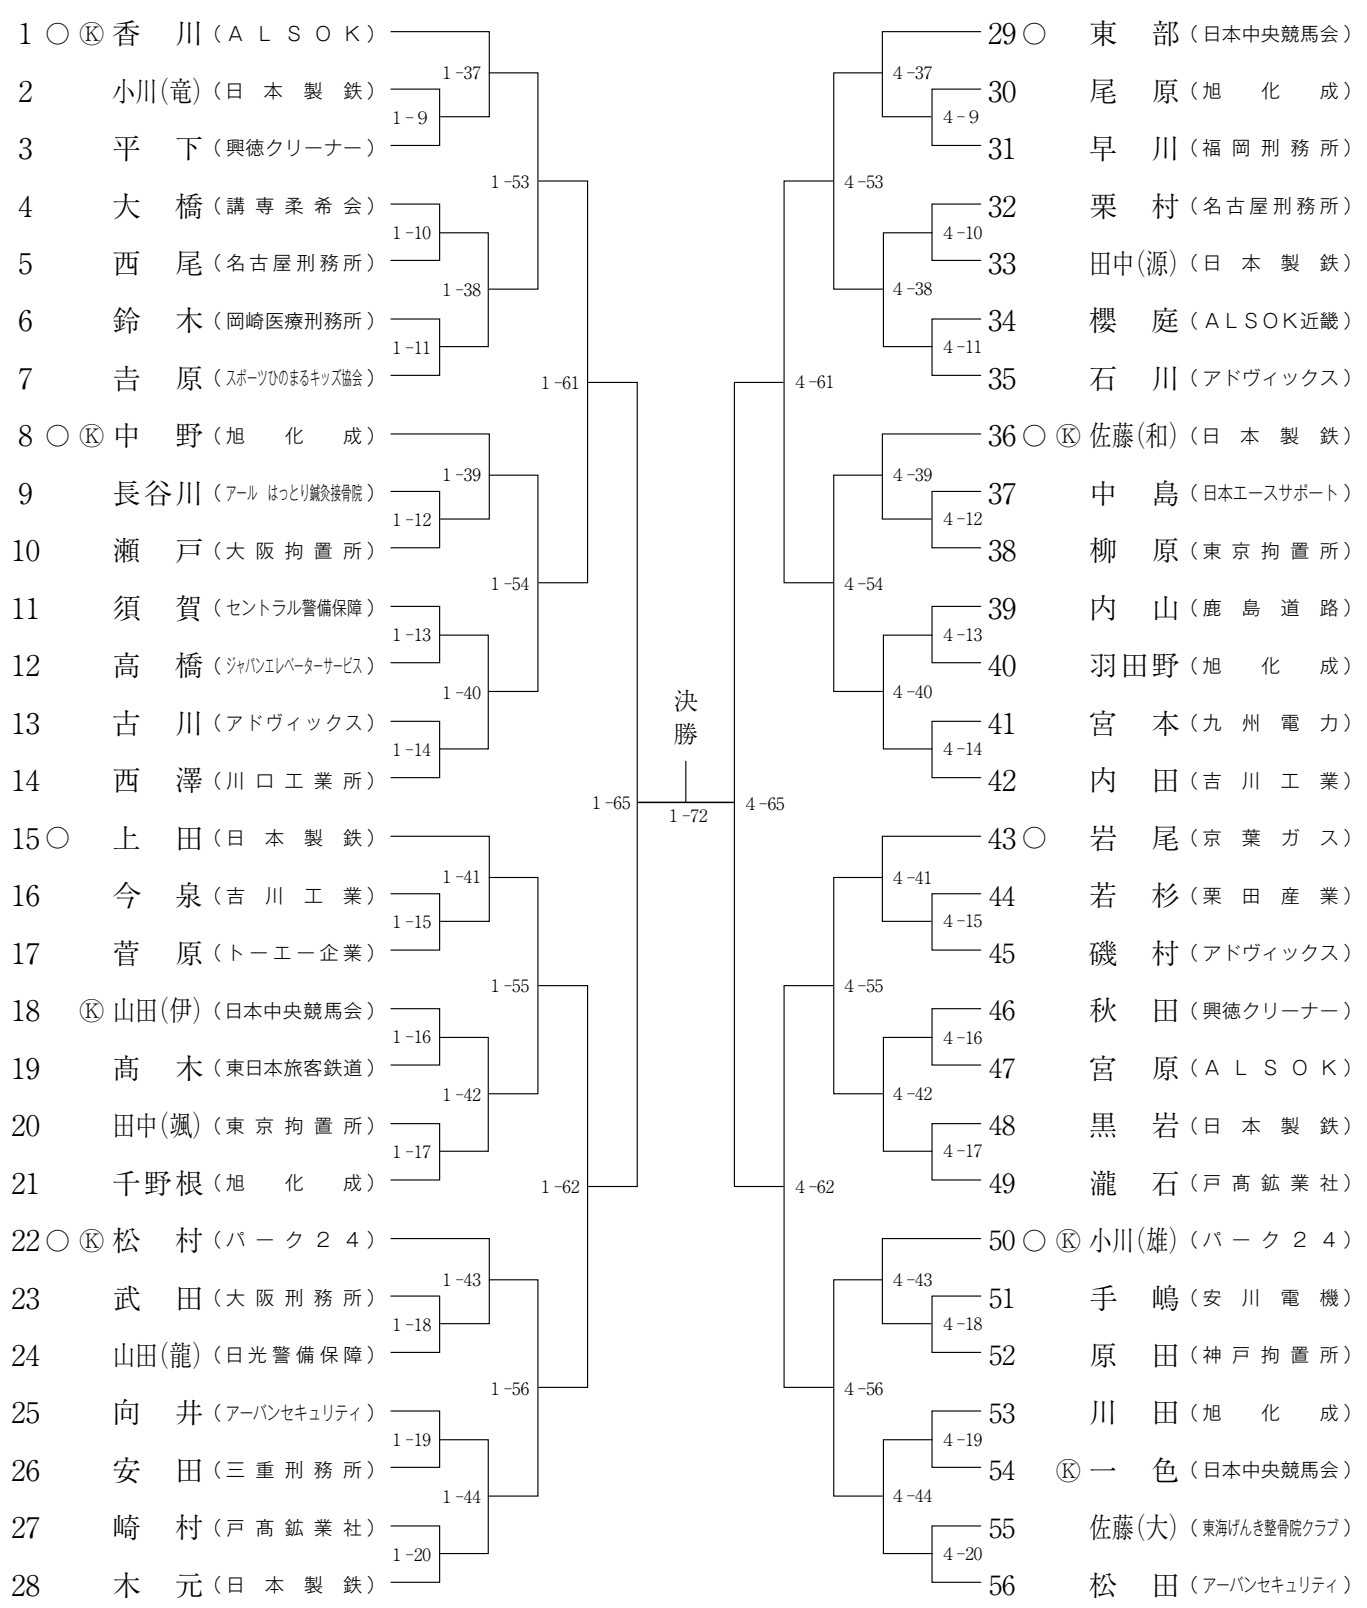 1 ○ Ⓚ 香 川 (ALSOK)
1-37
2 小川(竜) (日本製鉄)
1-9
3 平 下 (興徳クリーナー)
1-53
4 大 橋 (講専柔希会)
1-10
5 西 尾 (名古屋刑務所)
1-38
6 鈴 木 (岡崎医療刑務所)
1-11
7 吉 原 (スポーツひのまるキッズ協会)
1-61
8 ○ Ⓚ 中 野 (旭化成)
1-39
9 長谷川 (アール はっとり鍼灸接骨院)
1-12
10 瀬 戸 (大阪拘置所)
1-54
11 須 賀 (セントラル警備保障)
1-13
12 高 橋 (ジャパンエレベーターサービス)
1-40
13 古 川 (アドヴィックス)
1-14
14 西 澤 (川口工業所)
1-65
15 ○ 上 田 (日本製鉄)
1-41
16 今 泉 (吉川工業)
1-15
17 菅 原 (トーエー企業)
1-55
18 Ⓚ 山田(伊) (日本中央競馬会)
1-16
19 髙 木 (東日本旅客鉄道)
1-42
20 田中(颯) (東京拘置所)
1-17
21 千野根 (旭化成)
1-62
22 ○ Ⓚ 松 村 (パーク24)
1-43
23 武 田 (大阪刑務所)
1-18
24 山田(龍) (日光警備保障)
1-56
25 向 井 (アーバンセキュリティ)
1-19
26 安 田 (三重刑務所)
1-44
27 崎 村 (戸髙鉱業社)
1-20
28 木 元 (日本製鉄)
決勝
1-72
29 ○ 東 部 (日本中央競馬会)
4-37
30 尾 原 (旭化成)
4-9
31 早 川 (福岡刑務所)
4-53
32 栗 村 (名古屋刑務所)
4-10
33 田中(源) (日本製鉄)
4-38
34 櫻 庭 (ALSOK近畿)
4-11
35 石 川 (アドヴィックス)
4-61
36 ○ Ⓚ 佐藤(和) (日本製鉄)
4-39
37 中 島 (日本エースサポート)
4-12
38 柳 原 (東京拘置所)
4-54
39 内 山 (鹿島道路)
4-13
40 羽田野 (旭化成)
4-40
41 宮 本 (九州電力)
4-14
42 内 田 (吉川工業)
4-65
43 ○ 岩 尾 (京葉ガス)
4-41
44 若 杉 (栗田産業)
4-15
45 磯 村 (アドヴィックス)
4-55
46 秋 田 (興徳クリーナー)
4-16
47 宮 原 (ALSOK)
4-42
48 黒 岩 (日本製鉄)
4-17
49 瀧 石 (戸髙鉱業社)
4-62
50 ○ Ⓚ 小川(雄) (パーク24)
4-43
51 手 嶋 (安川電機)
4-18
52 原 田 (神戸拘置所)
4-56
53 川 田 (旭化成)
4-19
54 Ⓚ 一 色 (日本中央競馬会)
4-44
55 佐藤(大) (東海げんき整骨院クラブ)
4-20
56 松 田 (アーバンセキュリティ)